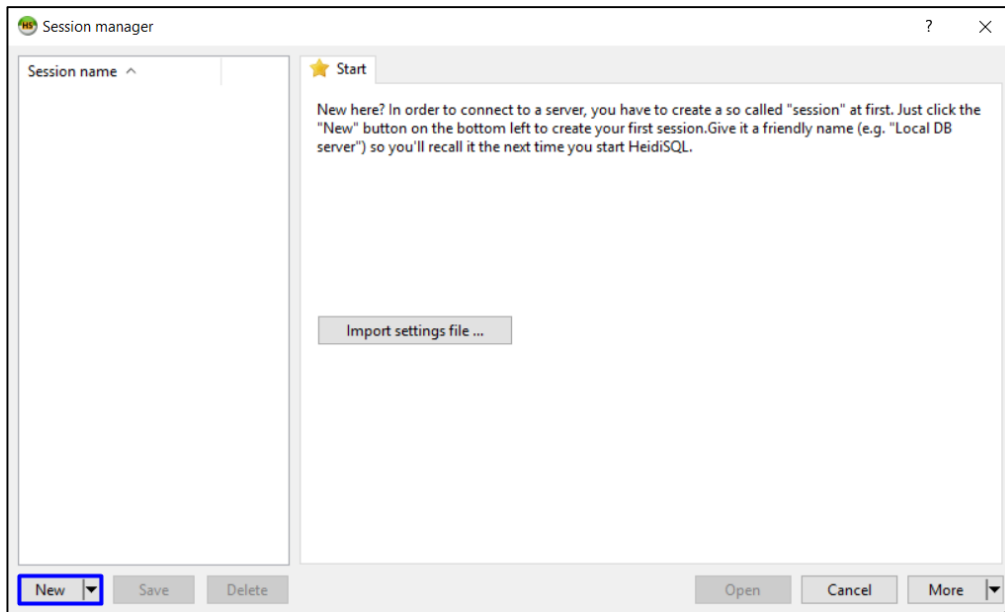 HS Session manager ?
Session name
Start
New here? In order to connect to a server, you have to create a so called "session" at first. Just click the
"New" button on the bottom left to create your first session.Give it a friendly name (e.g. "Local DB
server") so you'll recall it the next time you start HeidiSQL.
Import settings file ...
New Save Delete Open Cancel More